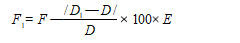 F₁ = F — /D₁—D/ / D × 100 × E